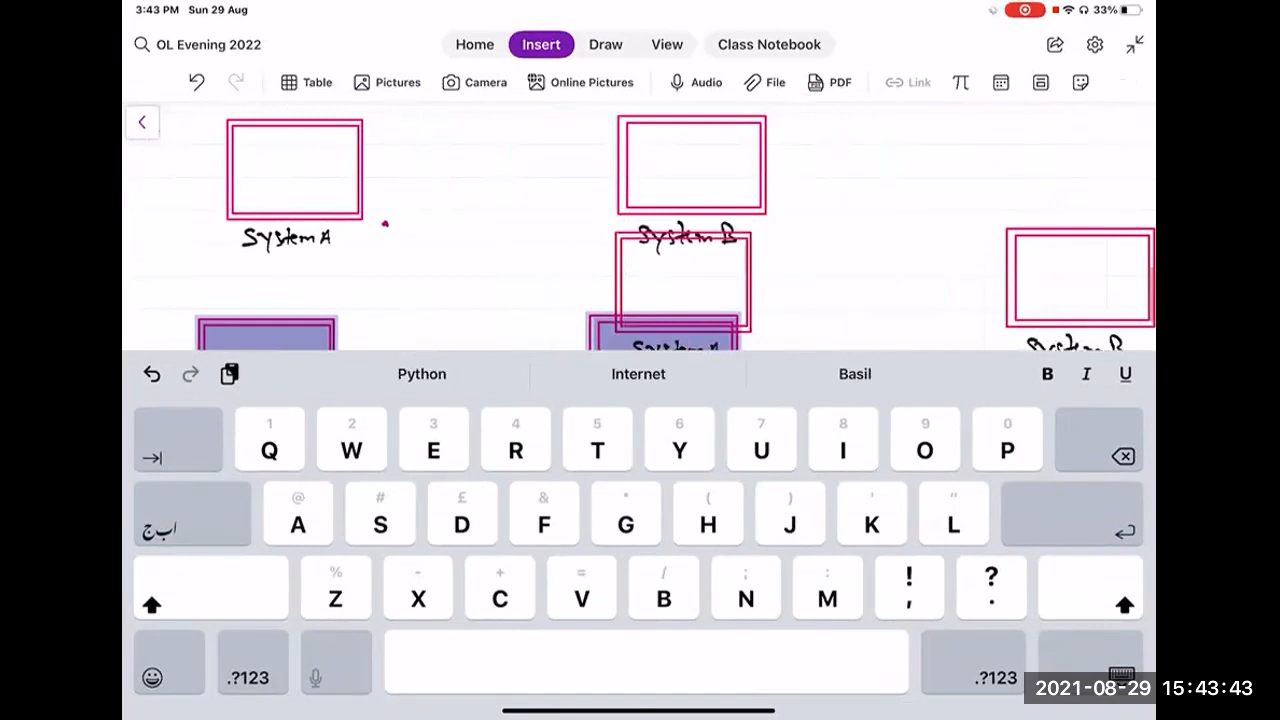 3:43 PM Sun 29 Aug 33%
OL Evening 2022 Home Insert Draw View Class Notebook
Table Pictures Camera Online Pictures Audio File PDF Link π
System A System B
System A System B
Python Internet Basil B I U
1 2 3 4 5 6 7 8 9 0
Q W E R T Y U I O P
@ # £ & * ( ) ' "
ا ب ج A S D F G H J K L
% - + = / ; : ! ?
Z X C V B N M , .
.?123 .?123
2021-08-29 15:43:43